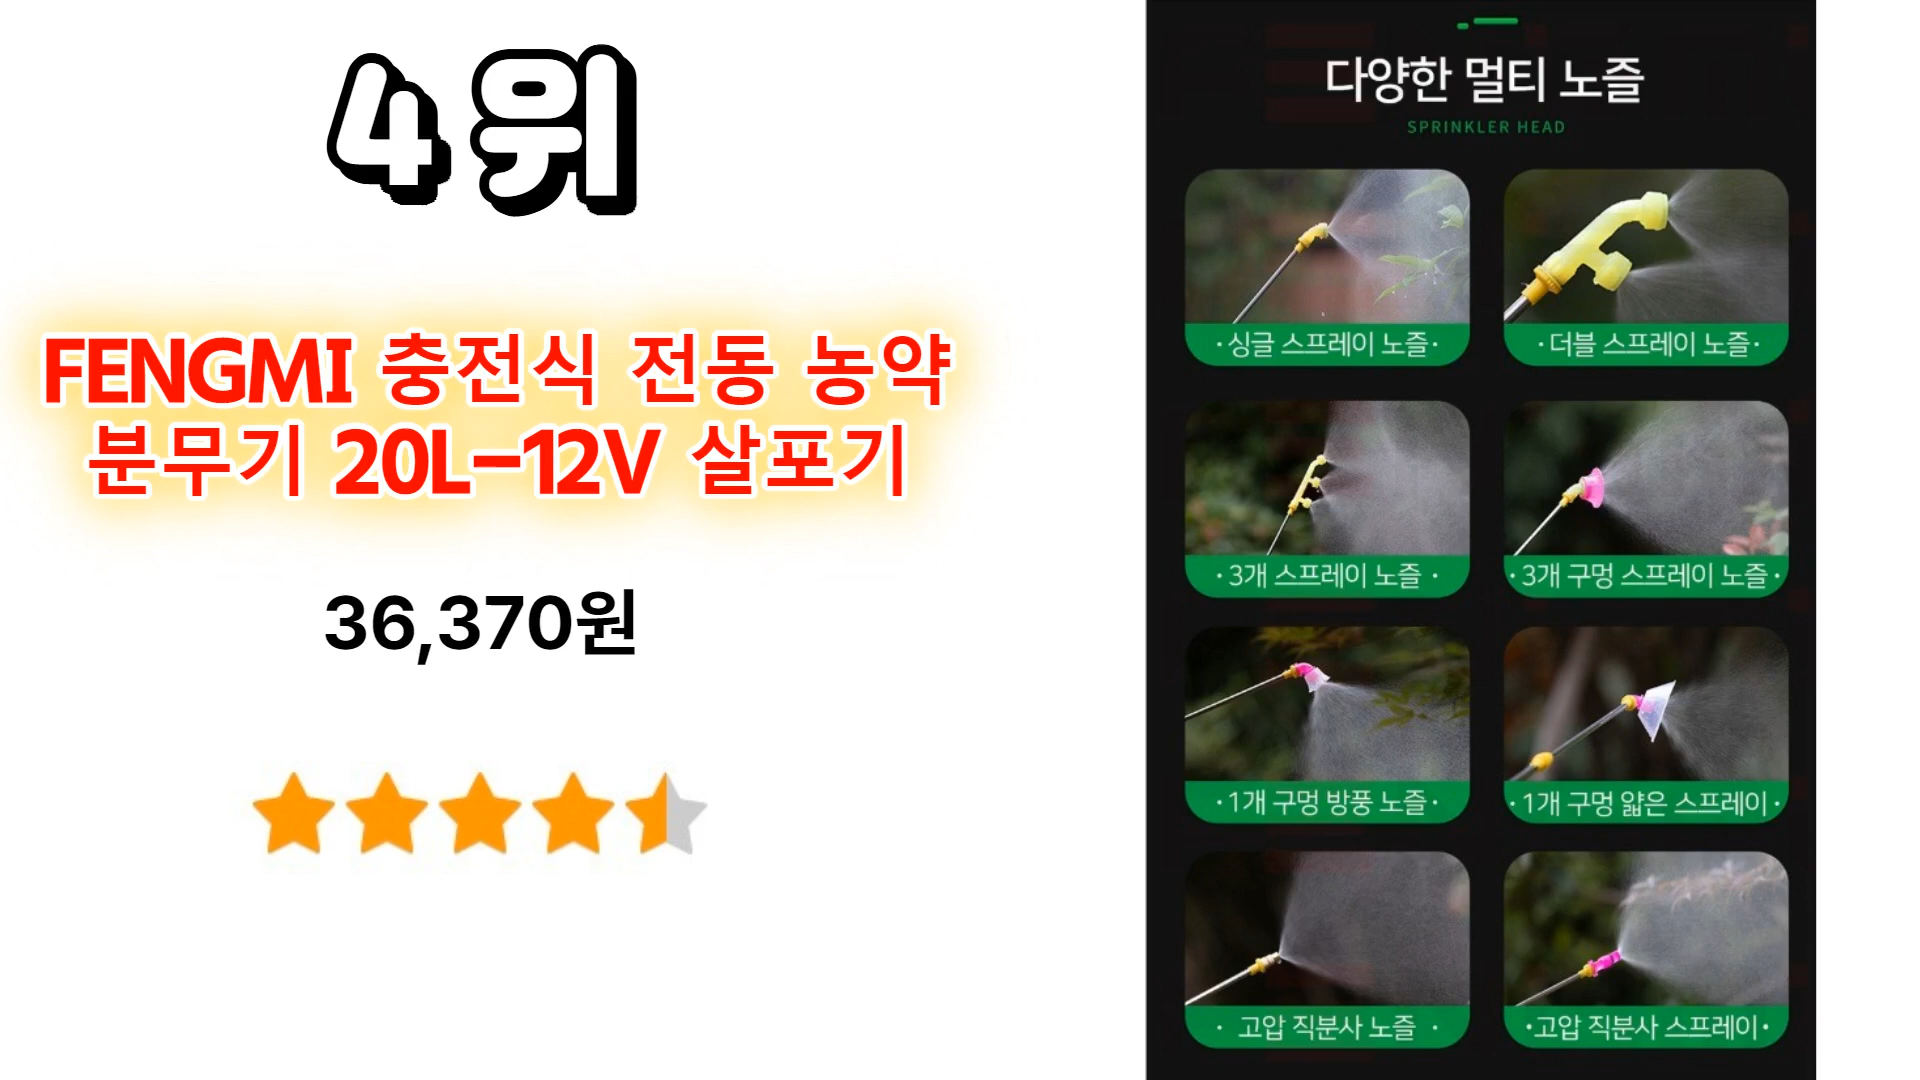 4위
FENGMI 충전식 전동 농약
분무기 20L-12V 살포기
36,370원
다양한 멀티 노즐
SPRINKLER HEAD
· 싱글 스프레이 노즐 ·
· 더블 스프레이 노즐 ·
· 3개 스프레이 노즐 ·
· 3개 구멍 스프레이 노즐 ·
· 1개 구멍 방풍 노즐 ·
· 1개 구멍 얇은 스프레이 ·
· 고압 직분사 노즐 ·
· 고압 직분사 스프레이 ·